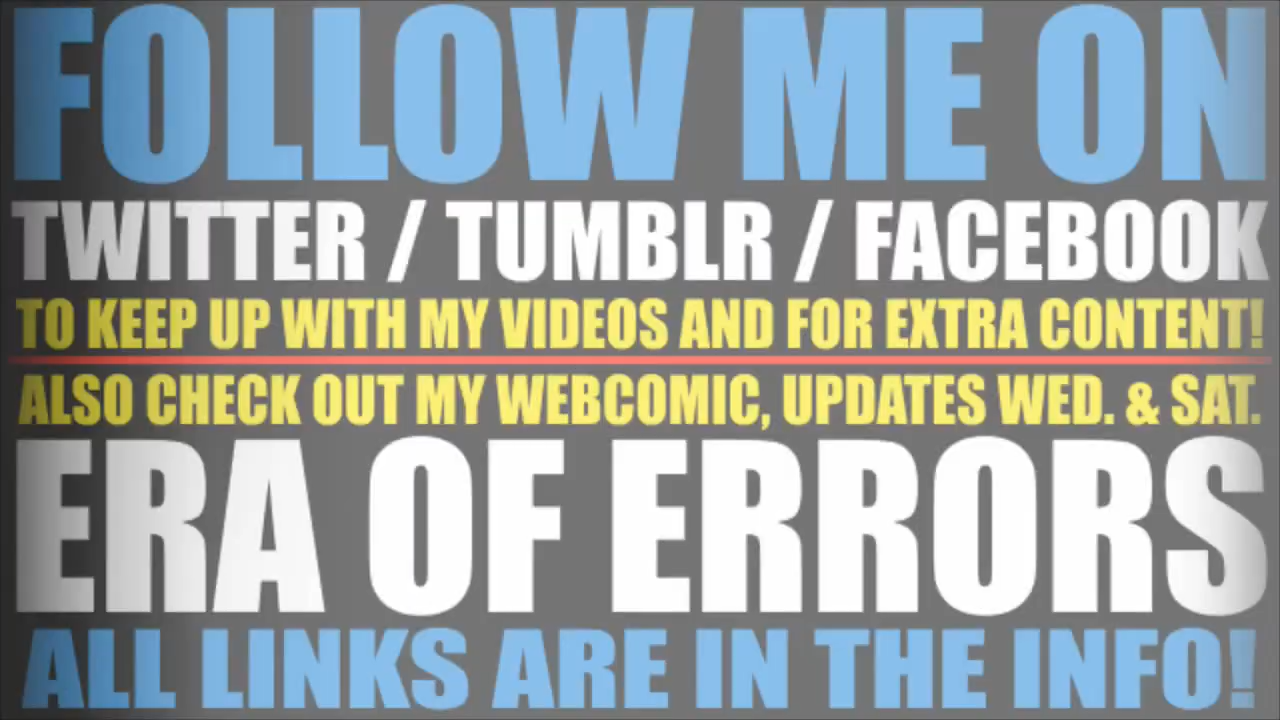 FOLLOW ME ON
TWITTER / TUMBLR / FACEBOOK
TO KEEP UP WITH MY VIDEOS AND FOR EXTRA CONTENT!
ALSO CHECK OUT MY WEBCOMIC, UPDATES WED. & SAT.
ERA OF ERRORS
ALL LINKS ARE IN THE INFO!